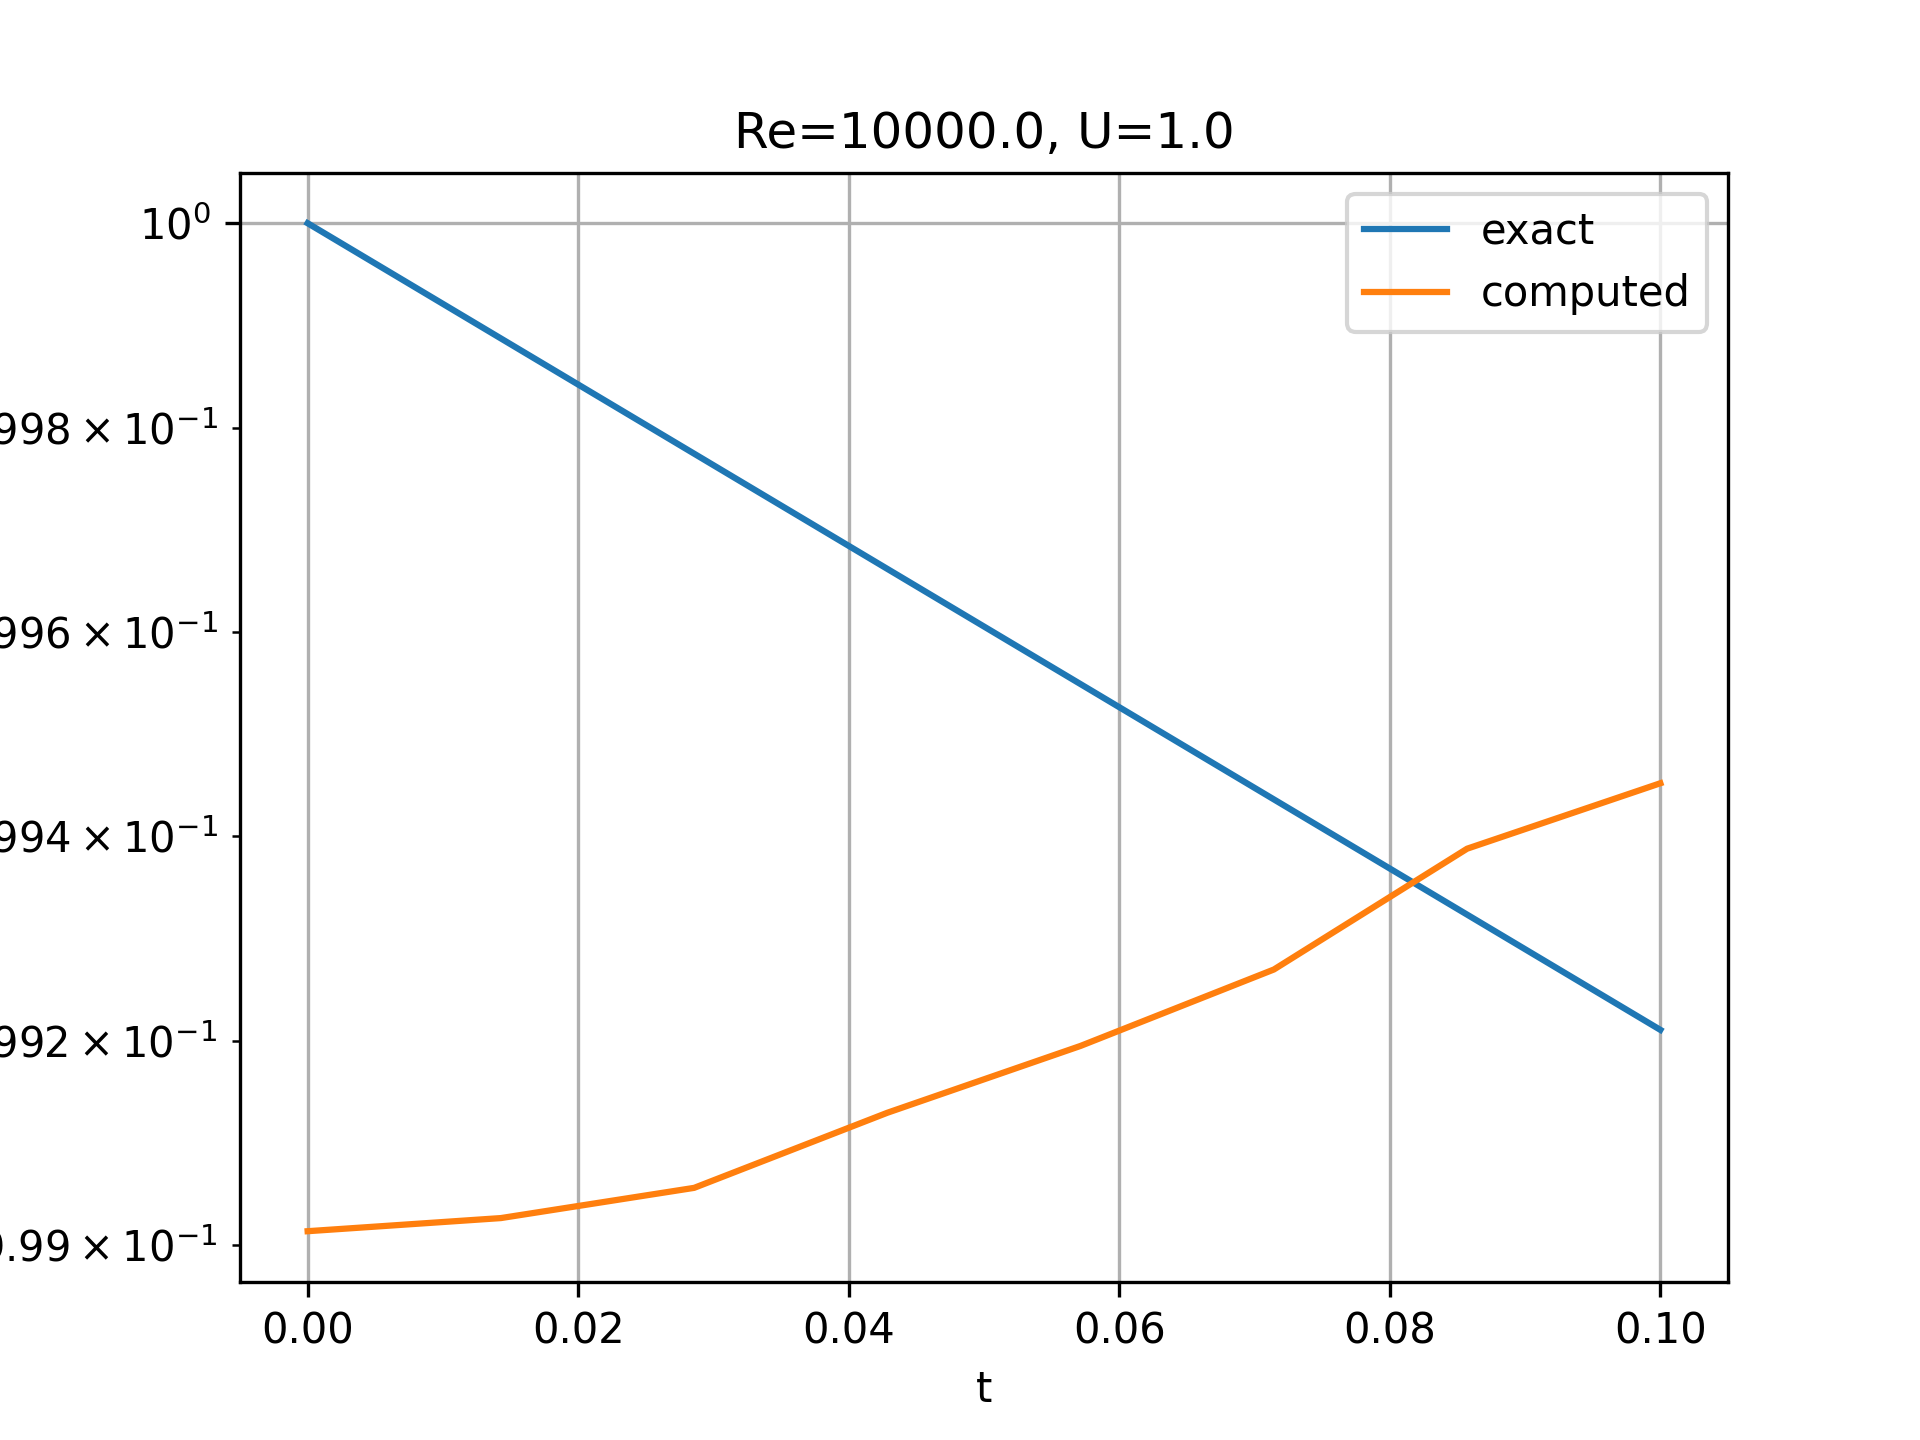 Re=10000.0, U=1.0
10⁰
998 × 10⁻¹
996 × 10⁻¹
994 × 10⁻¹
992 × 10⁻¹
.99 × 10⁻¹
exact
computed
0.00 0.02 0.04 0.06 0.08 0.10
t